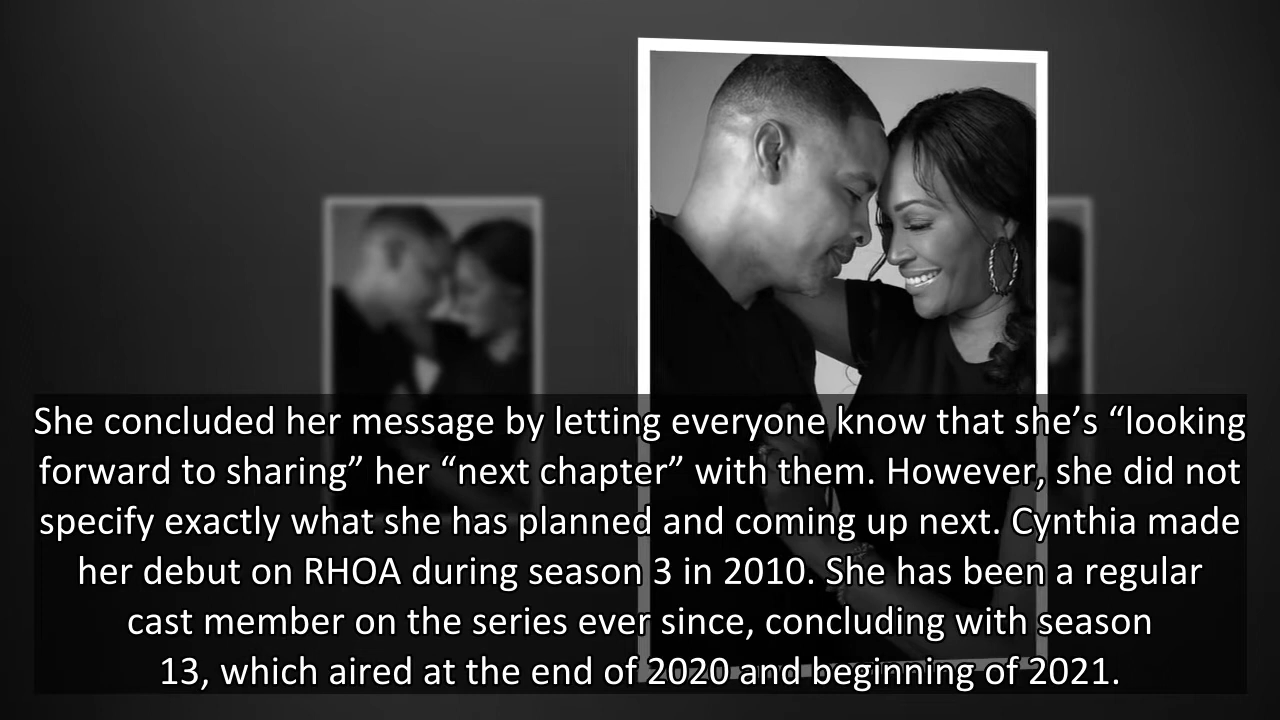 She concluded her message by letting everyone know that she’s “looking
forward to sharing” her “next chapter” with them. However, she did not
specify exactly what she has planned and coming up next. Cynthia made
her debut on RHOA during season 3 in 2010. She has been a regular
cast member on the series ever since, concluding with season
13, which aired at the end of 2020 and beginning of 2021.